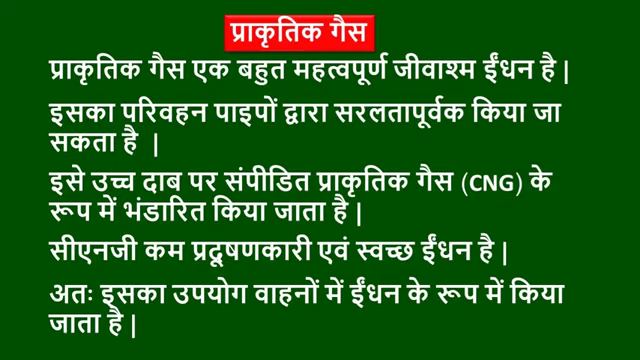 प्राकृतिक गैस
प्राकृतिक गैस एक बहुत महत्वपूर्ण जीवाश्म ईंधन है |
इसका परिवहन पाइपों द्वारा सरलतापूर्वक किया जा
सकता है |
इसे उच्च दाब पर संपीडित प्राकृतिक गैस (CNG) के
रूप में भंडारित किया जाता है |
सीएनजी कम प्रदूषणकारी एवं स्वच्छ ईंधन है |
अतः इसका उपयोग वाहनों में ईंधन के रूप में किया
जाता है |